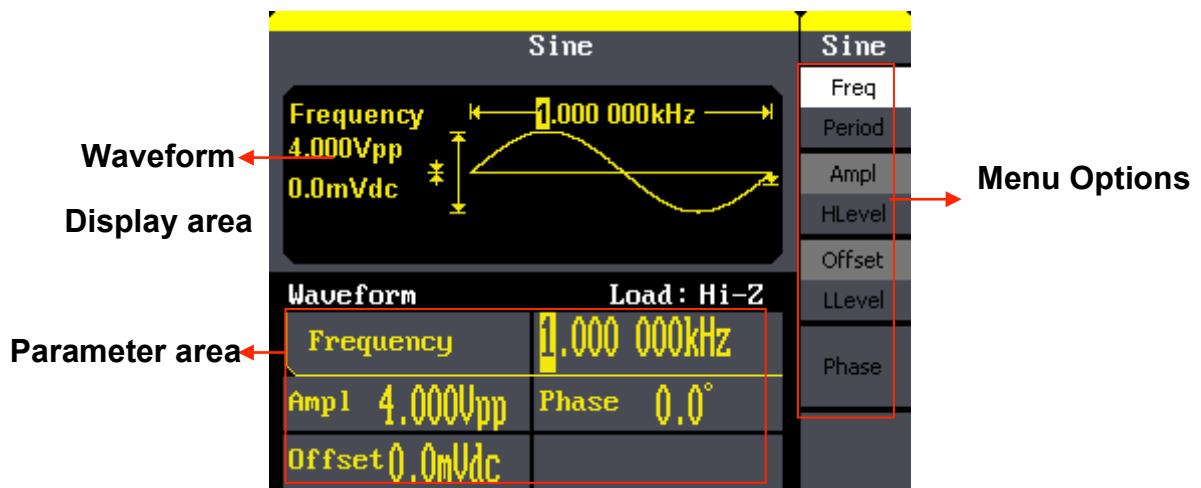 Sine
Sine
Frequency
1.000 000kHz
4.000Vpp
0.0mVdc
Waveform
Display area
Freq
Period
Ampl
HLevel
Offset
LLevel
Phase
Menu Options
Waveform
Load: Hi-Z
Parameter area
Frequency
1.000 000kHz
Ampl 4.000Vpp
Phase 0.0°
Offset 0.0mVdc